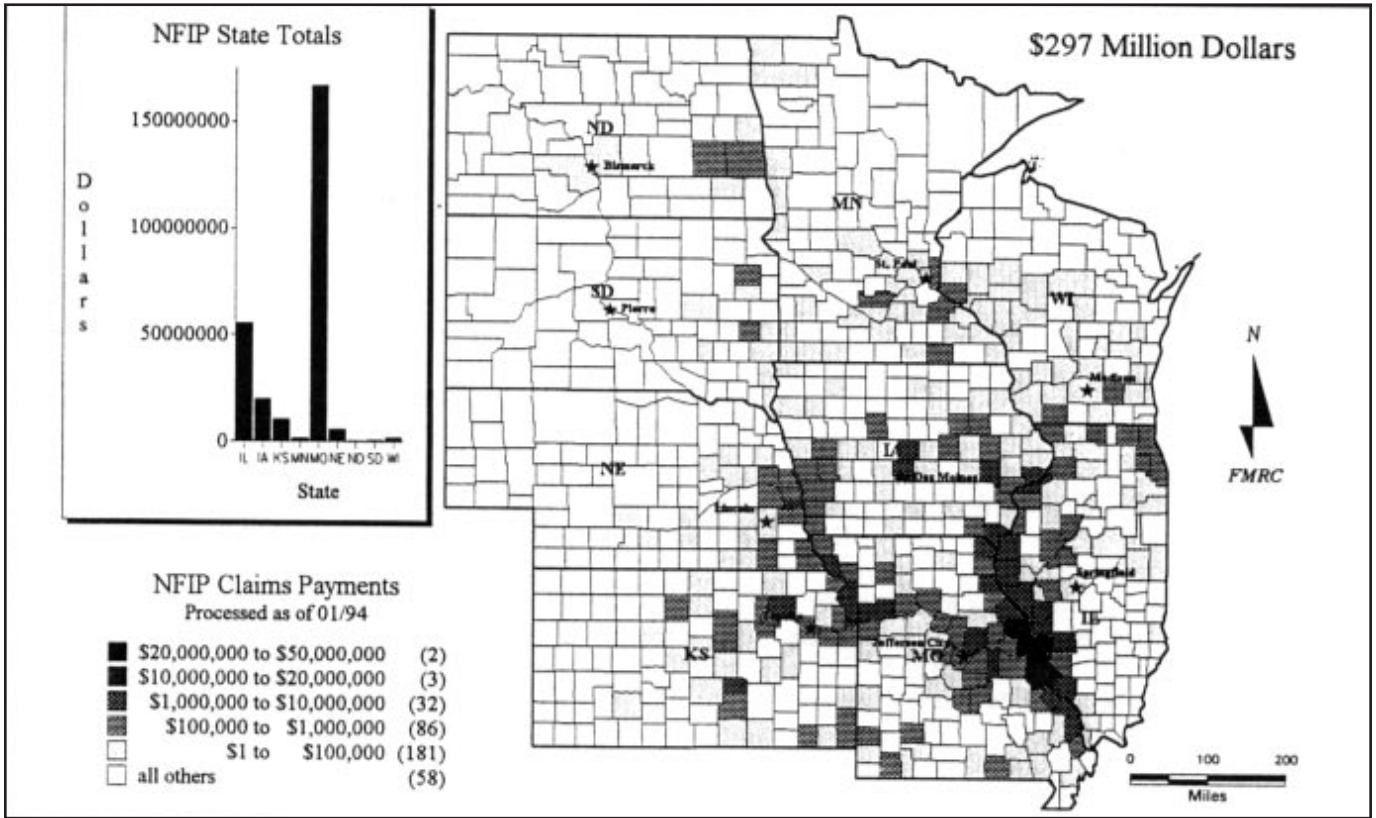 NFIP State Totals
$297 Million Dollars
Dollars
150000000
100000000
50000000
0
IL IA KS MN MO NE ND SD WI
State
NFIP Claims Payments
Processed as of 01/94
$20,000,000 to $50,000,000 (2)
$10,000,000 to $20,000,000 (3)
$1,000,000 to $10,000,000 (32)
$100,000 to $1,000,000 (86)
$1 to $100,000 (181)
all others (58)
ND
Bismarck
MN
St. Paul
SD
Pierre
WI
N
FMRC
NE
Des Moines
Lincoln
Springfield
KS
Jefferson City
MO
0 100 200
Miles